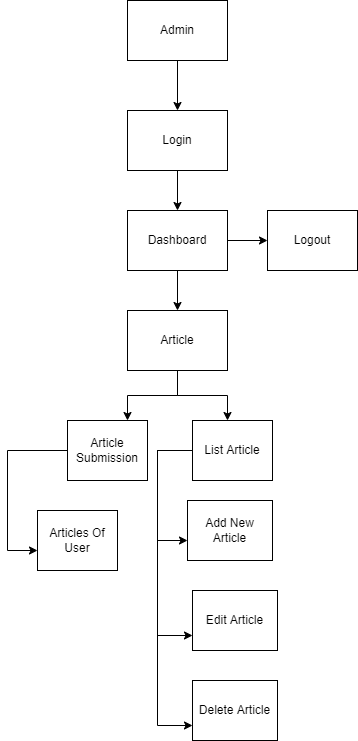 Admin
Login
Dashboard
Logout
Article
Article
Submission
List Article
Articles Of
User
Add New
Article
Edit Article
Delete Article